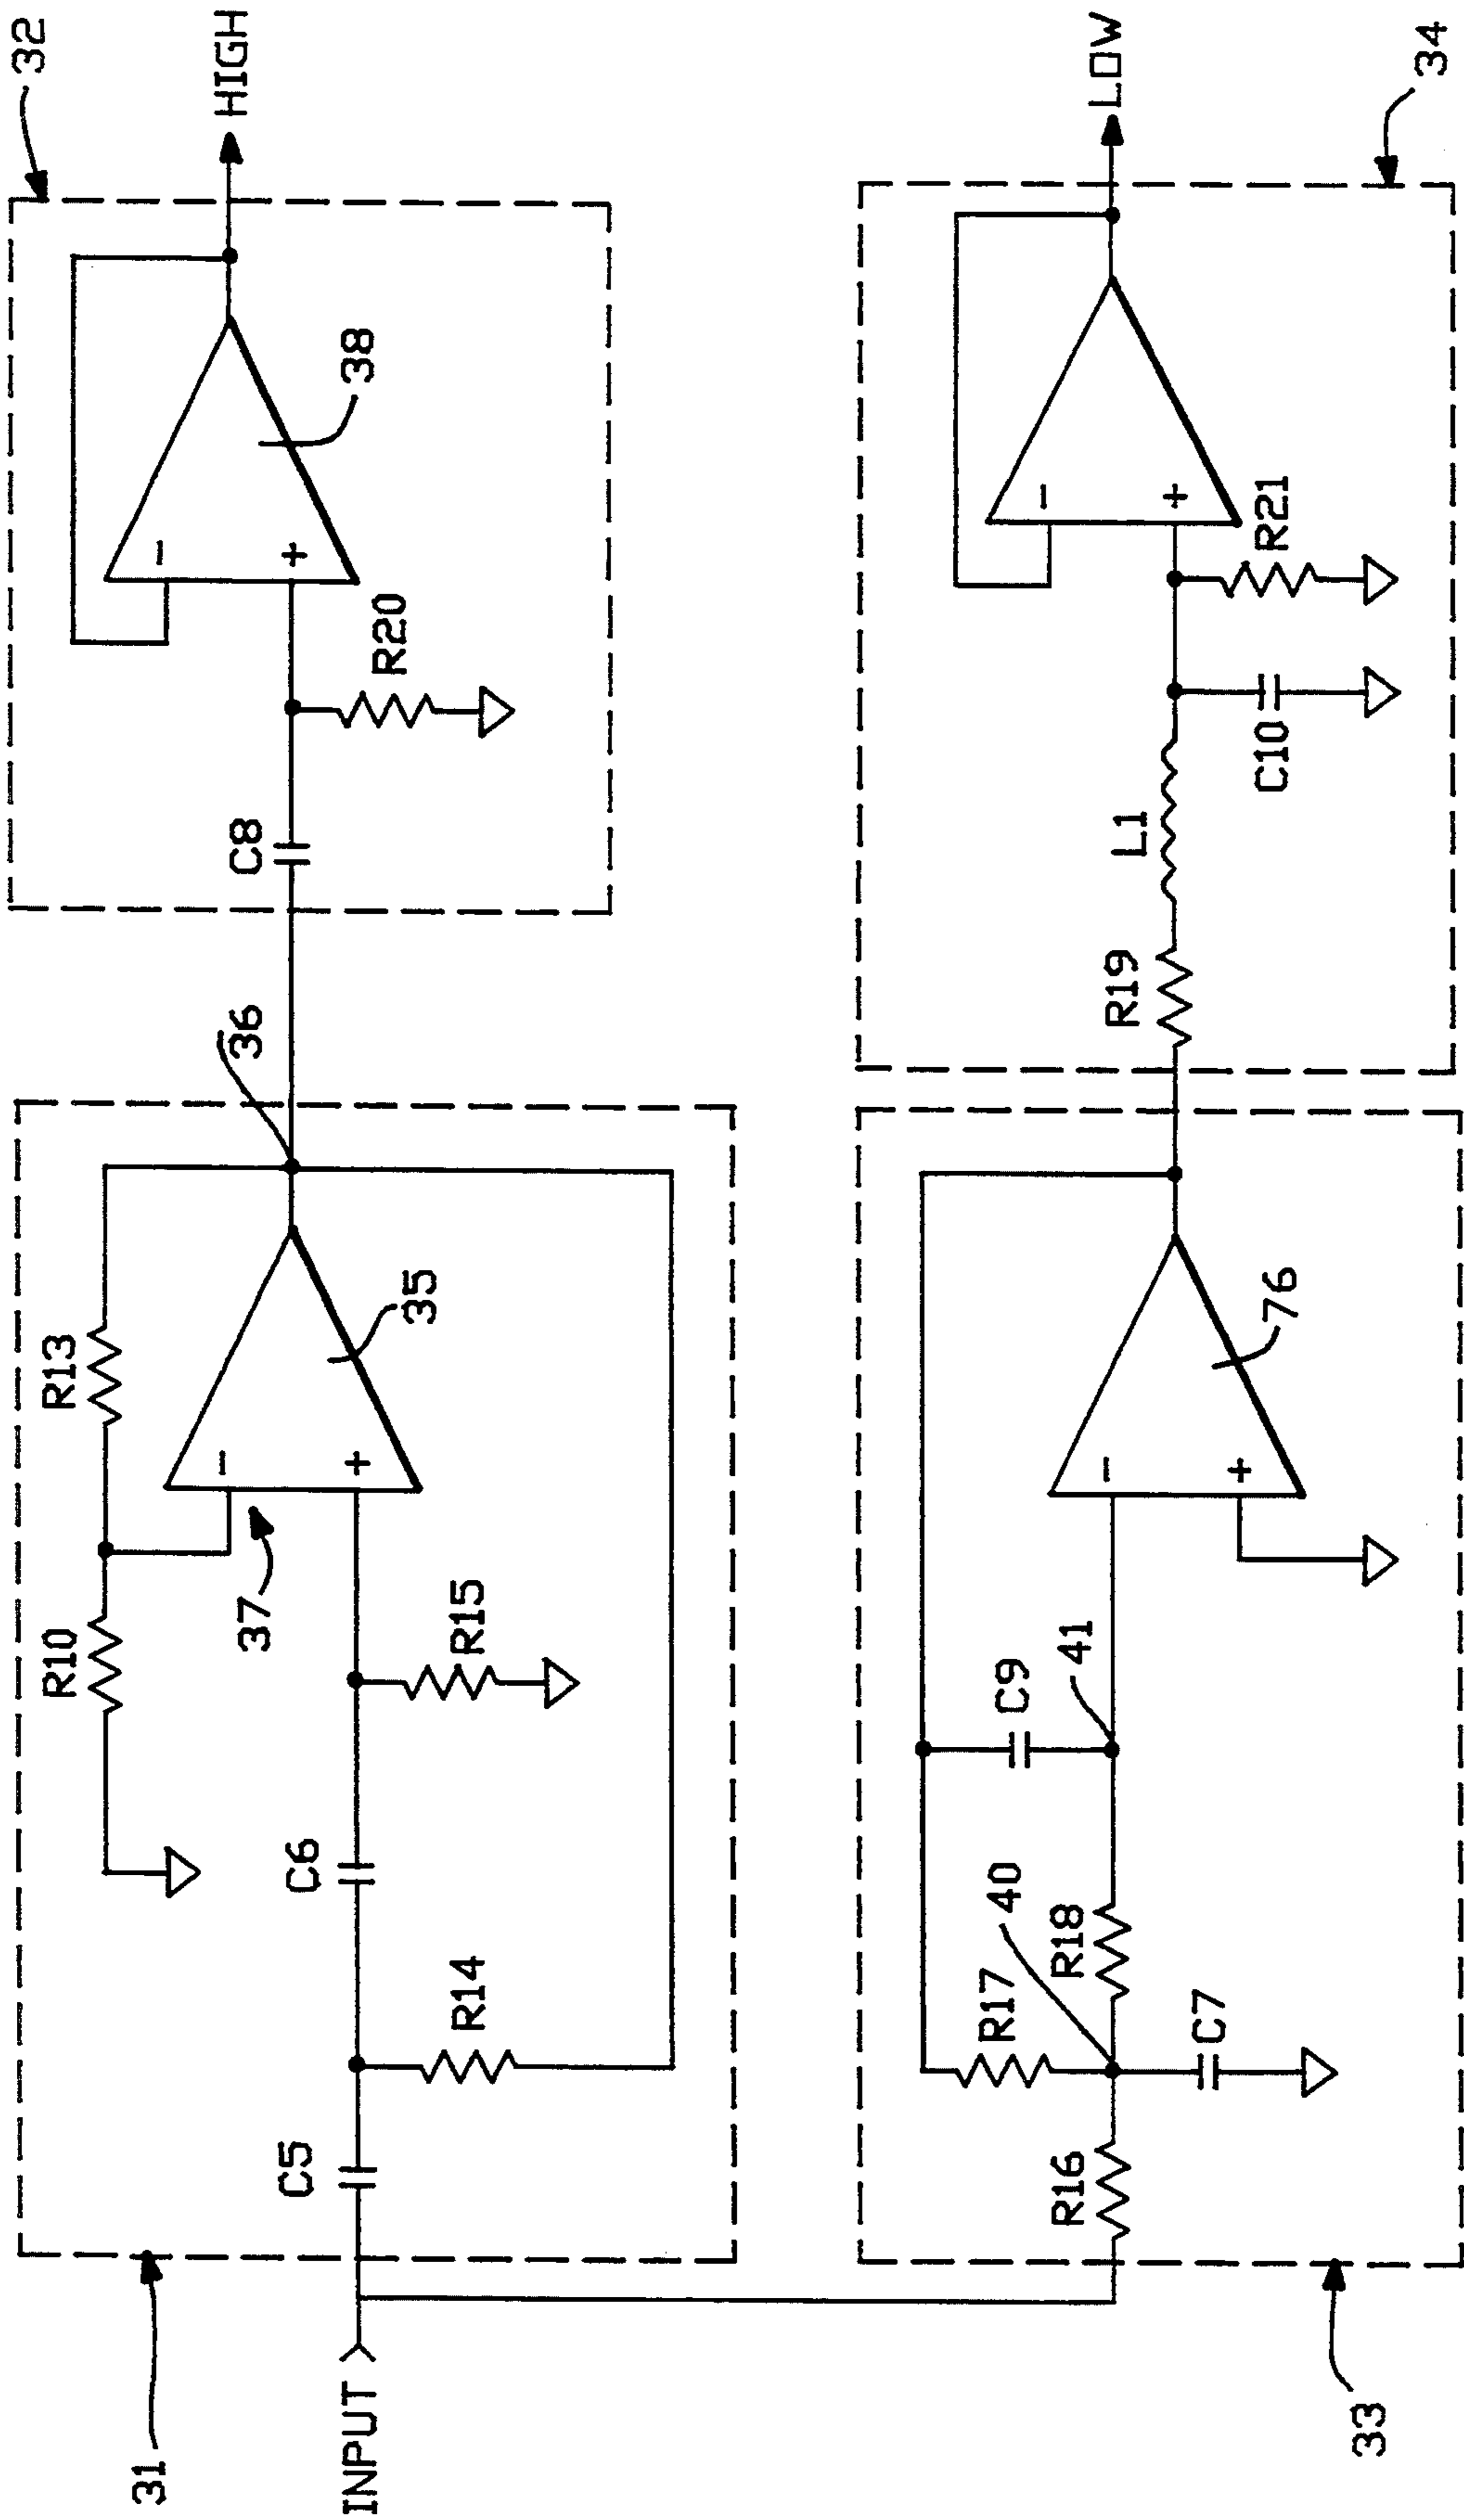 32
HIGH
38
-
+
R20
C8
36
R13
35
-
+
37
R10
R15
C6
R14
C5
31
INPUT
LOW
34
-
+
R21
C10
L1
R19
76
-
+
41
C9
40
R18
R17
C7
R16
33